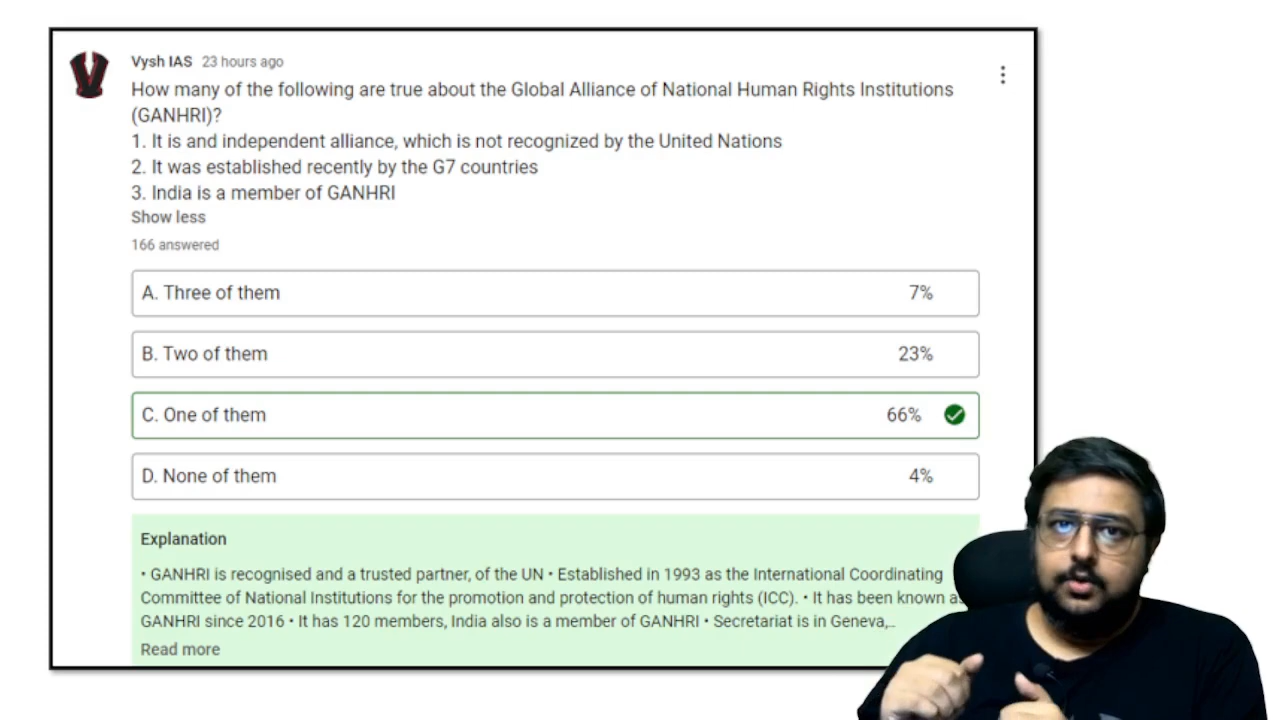 Vysh IAS 23 hours ago
How many of the following are true about the Global Alliance of National Human Rights Institutions
(GANHRI)?
1. It is and independent alliance, which is not recognized by the United Nations
2. It was established recently by the G7 countries
3. India is a member of GANHRI
Show less
166 answered
A. Three of them 7%
B. Two of them 23%
C. One of them 66%
D. None of them 4%
Explanation
• GANHRI is recognised and a trusted partner, of the UN • Established in 1993 as the International Coordinating
Committee of National Institutions for the promotion and protection of human rights (ICC). • It has been known as
GANHRI since 2016 • It has 120 members, India also is a member of GANHRI • Secretariat is in Geneva,..
Read more